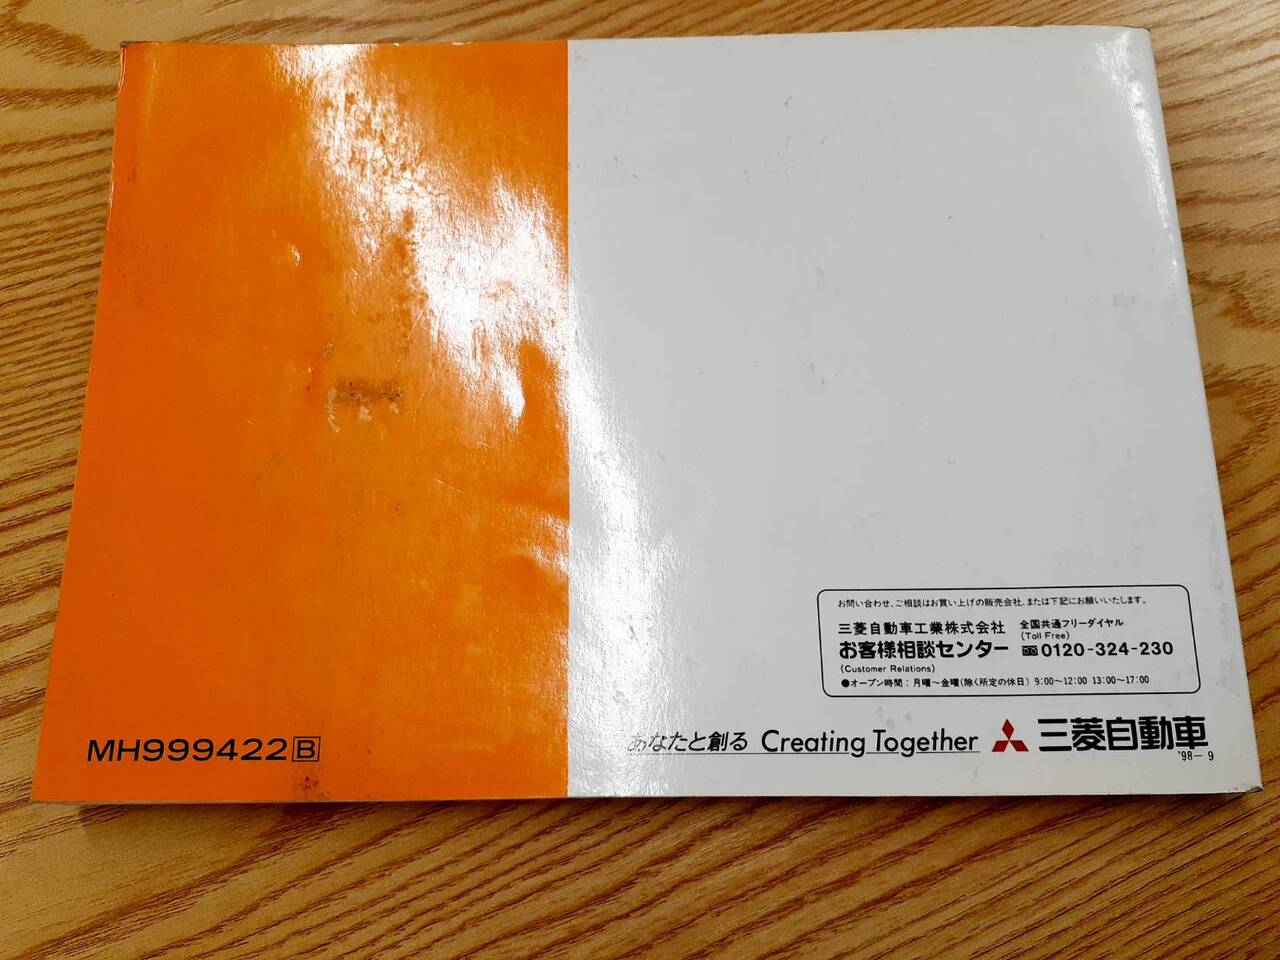 お問い合わせ、ご相談はお買い上げの販売会社、または下記にお願いいたします。
三菱自動車工業株式会社 全国共通フリーダイヤル
(Toll Free)
お客様相談センター 0120-324-230
(Customer Relations)
●オープン時間：月曜～金曜(除く所定の休日) 9:00～12:00 13:00～17:00
MH999422 B
あなたと創る Creating Together 三菱自動車
'98－9